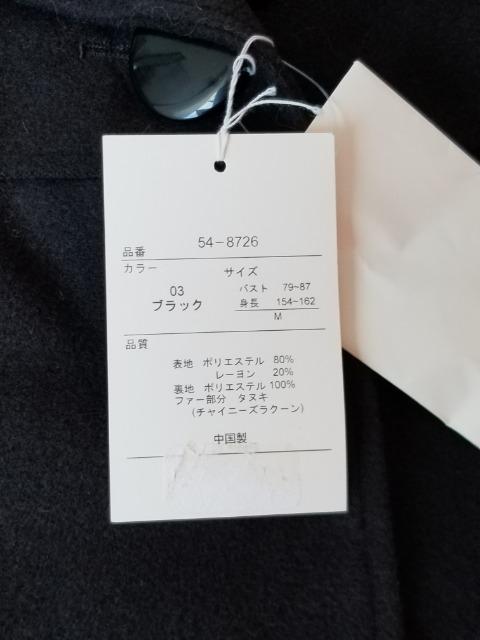 品番 54-8726
カラー サイズ
03 バスト 79~87
ブラック 身長 154~162
M
品質
表地 ポリエステル 80%
レーヨン 20%
裏地 ポリエステル 100%
ファー部分 タヌキ
(チャイニーズラクーン)
中国製